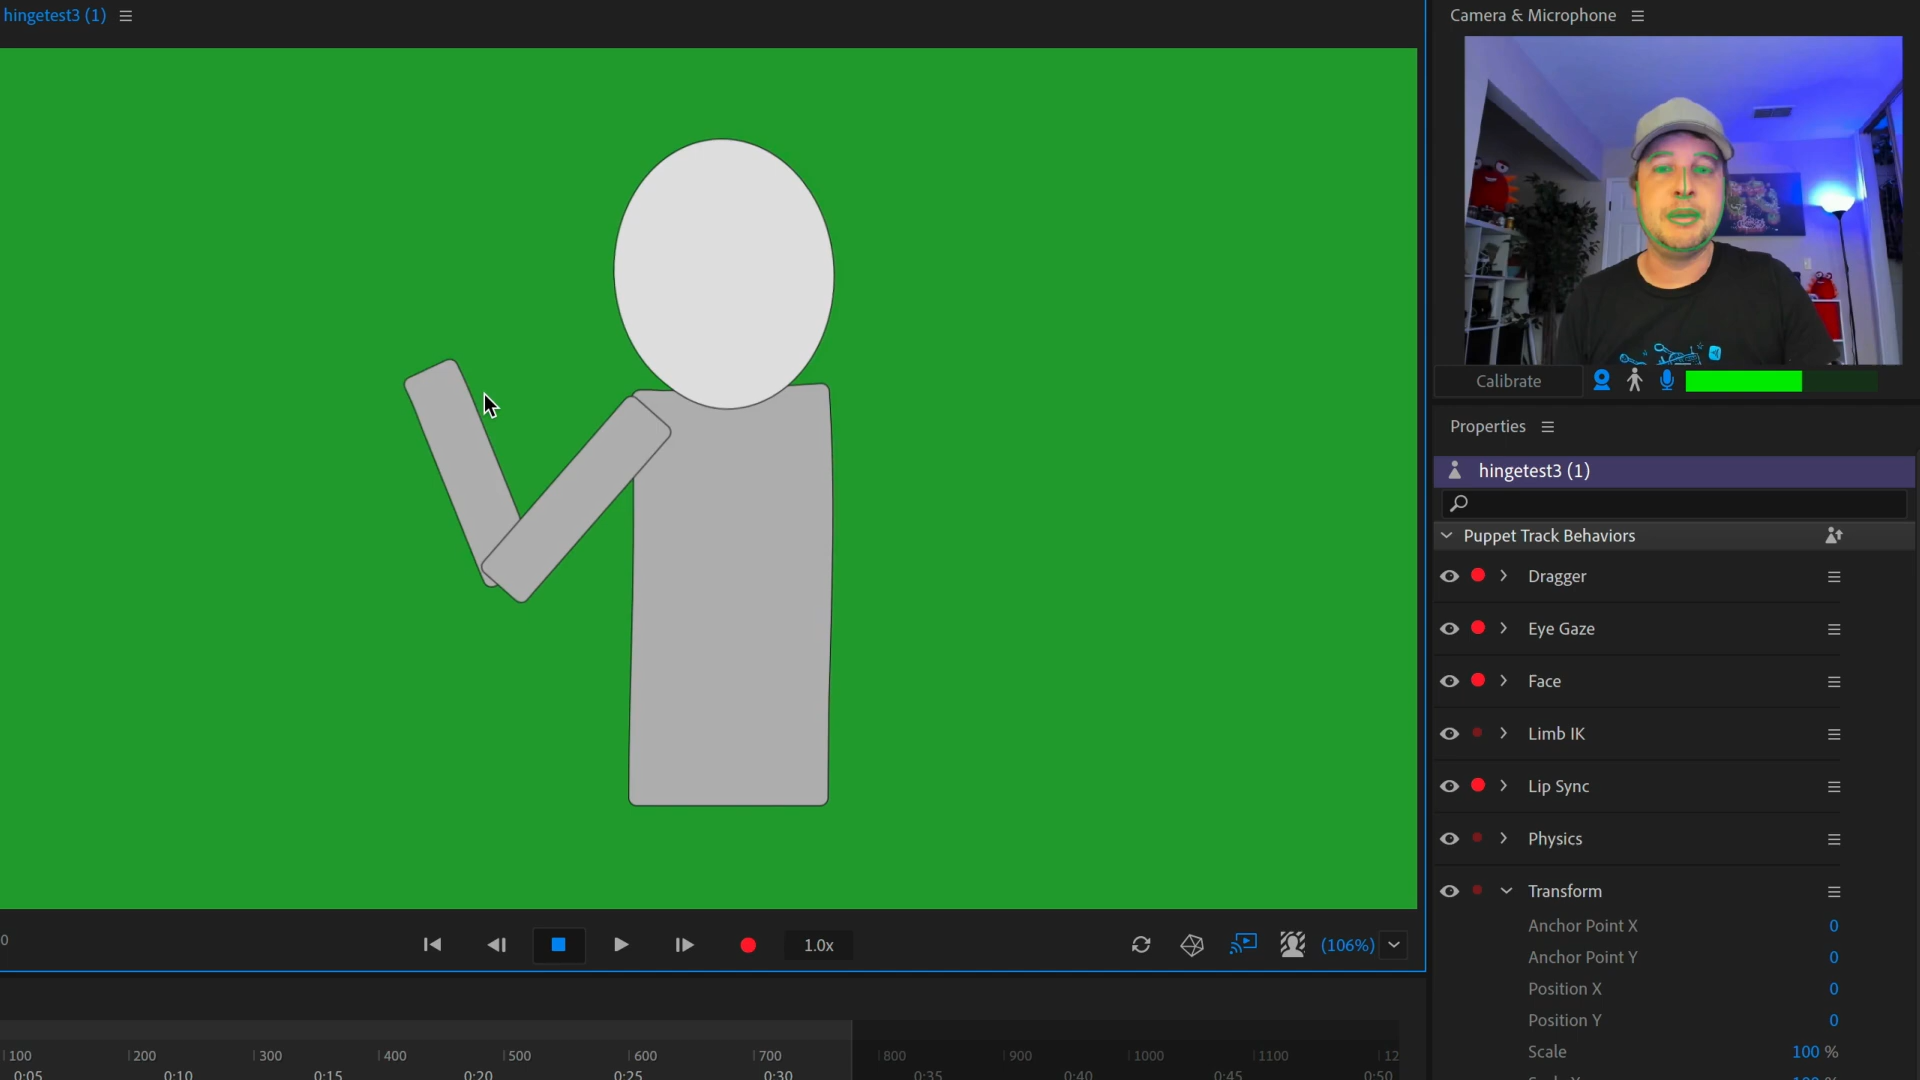 hingetest3 (1)
Camera & Microphone
Calibrate
Properties
hingetest3 (1)
Puppet Track Behaviors
Dragger
Eye Gaze
Face
Limb IK
Lip Sync
Physics
Transform
Anchor Point X 0
Anchor Point Y 0
Position X 0
Position Y 0
Scale 100 %
0 1.0x (106%)
100 200 300 400 500 600 700 800 900 1000 1100 12
0:05 0:10 0:15 0:20 0:25 0:30 0:35 0:40 0:45 0:50